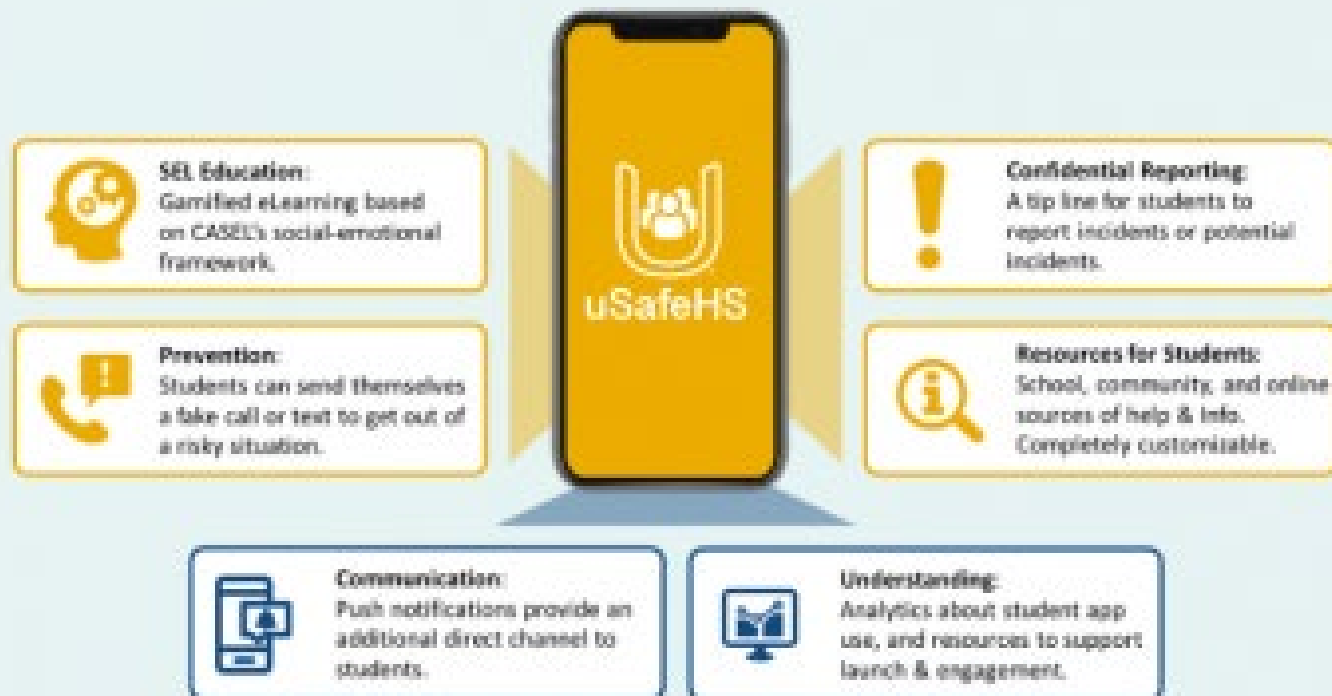 SEL Education:
Gamified eLearning based
on CASEL's social-emotional
framework.
Prevention:
Students can send themselves
a fake call or text to get out of
a risky situation.
uSafeHS
Confidential Reporting:
A tip line for students to
report incidents or potential
incidents.
Resources for Students:
School, community, and online
sources of help & info.
Completely customizable.
Communication:
Push notifications provide an
additional direct channel to
students.
Understanding:
Analytics about student app
use, and resources to support
launch & engagement.